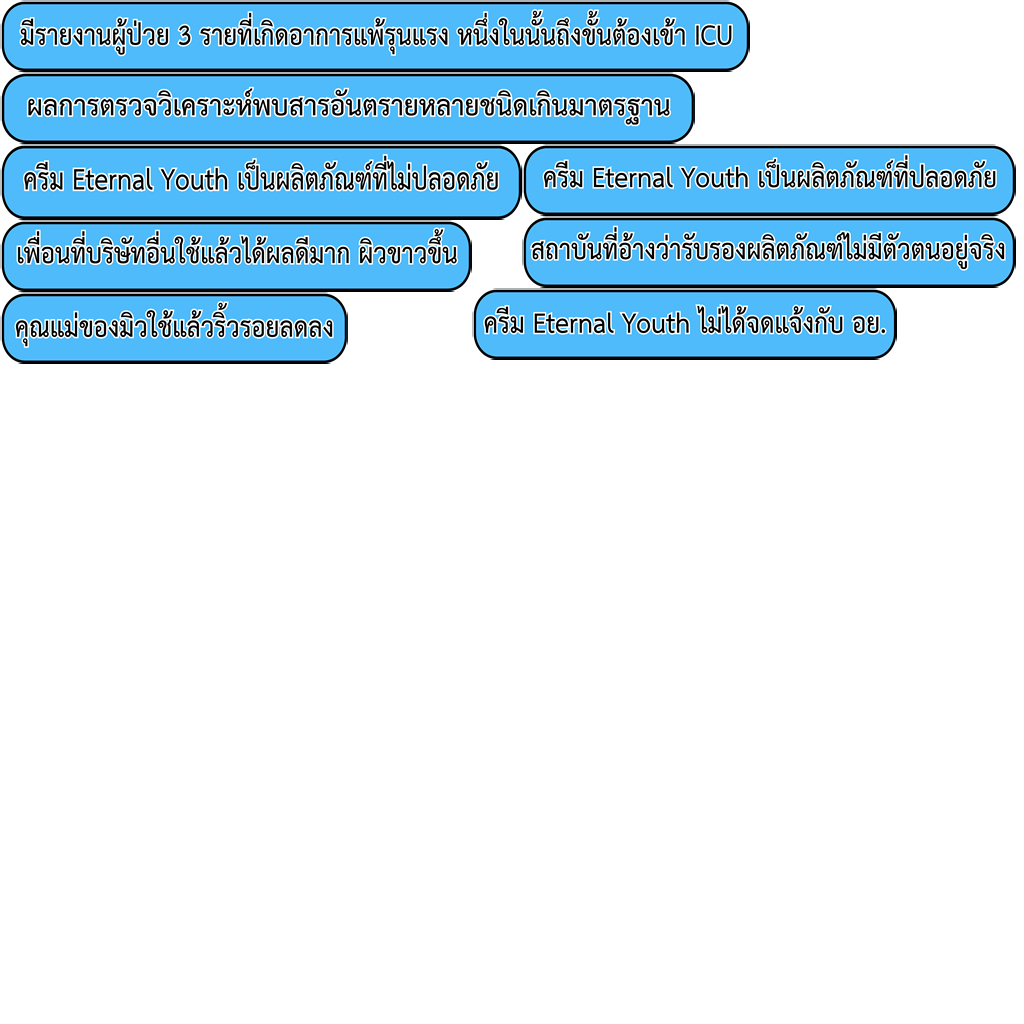 มีรายงานผู้ป่วย 3 รายที่เกิดอาการแพ้รุนแรง หนึ่งในนั้นถึงขั้นต้องเข้า ICU
ผลการตรวจวิเคราะห์พบสารอันตรายหลายชนิดเกินมาตรฐาน
ครีม Eternal Youth เป็นผลิตภัณฑ์ที่ไม่ปลอดภัย
ครีม Eternal Youth เป็นผลิตภัณฑ์ที่ปลอดภัย
เพื่อนที่บริษัทอื่นใช้แล้วได้ผลดีมาก ผิวขาวขึ้น
สถาบันที่อ้างว่ารับรองผลิตภัณฑ์ไม่มีตัวตนอยู่จริง
คุณแม่ของมิวใช้แล้วริ้วรอยลดลง
ครีม Eternal Youth ไม่ได้จดแจ้งกับ อย.